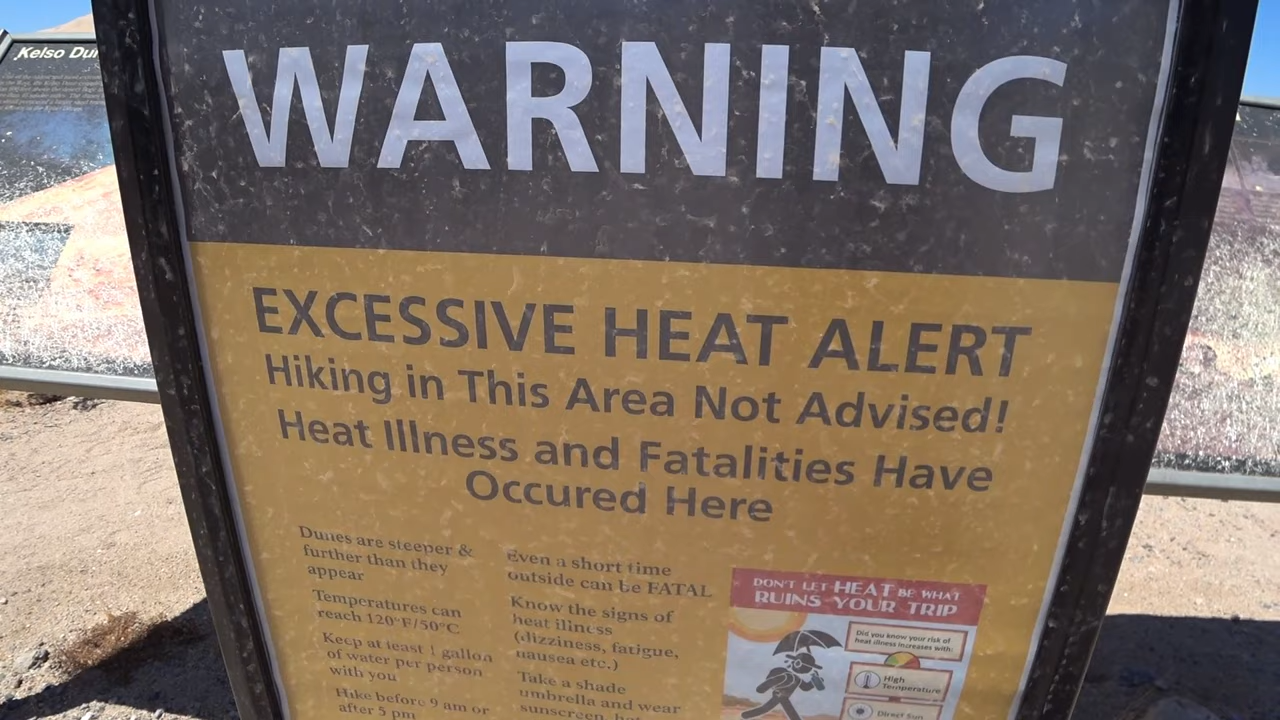 Kelso Dun
WARNING
EXCESSIVE HEAT ALERT
Hiking in This Area Not Advised!
Heat Illness and Fatalities Have
Occured Here
Dunes are steeper &
further than they
appear
Temperatures can
reach 120°F/50°C
Keep at least 1 gallon
of water per person
with you
Hike before 9 am or
after 5 pm
Even a short time
outside can be FATAL
Know the signs of
heat illness
(dizziness, fatigue,
nausea etc.)
Take a shade
umbrella and wear
sunscreen, hat
DON'T LET HEAT BE WHAT
RUINS YOUR TRIP
Did you know your risk of
heat illness increases with:
High
Temperature
Direct Sun